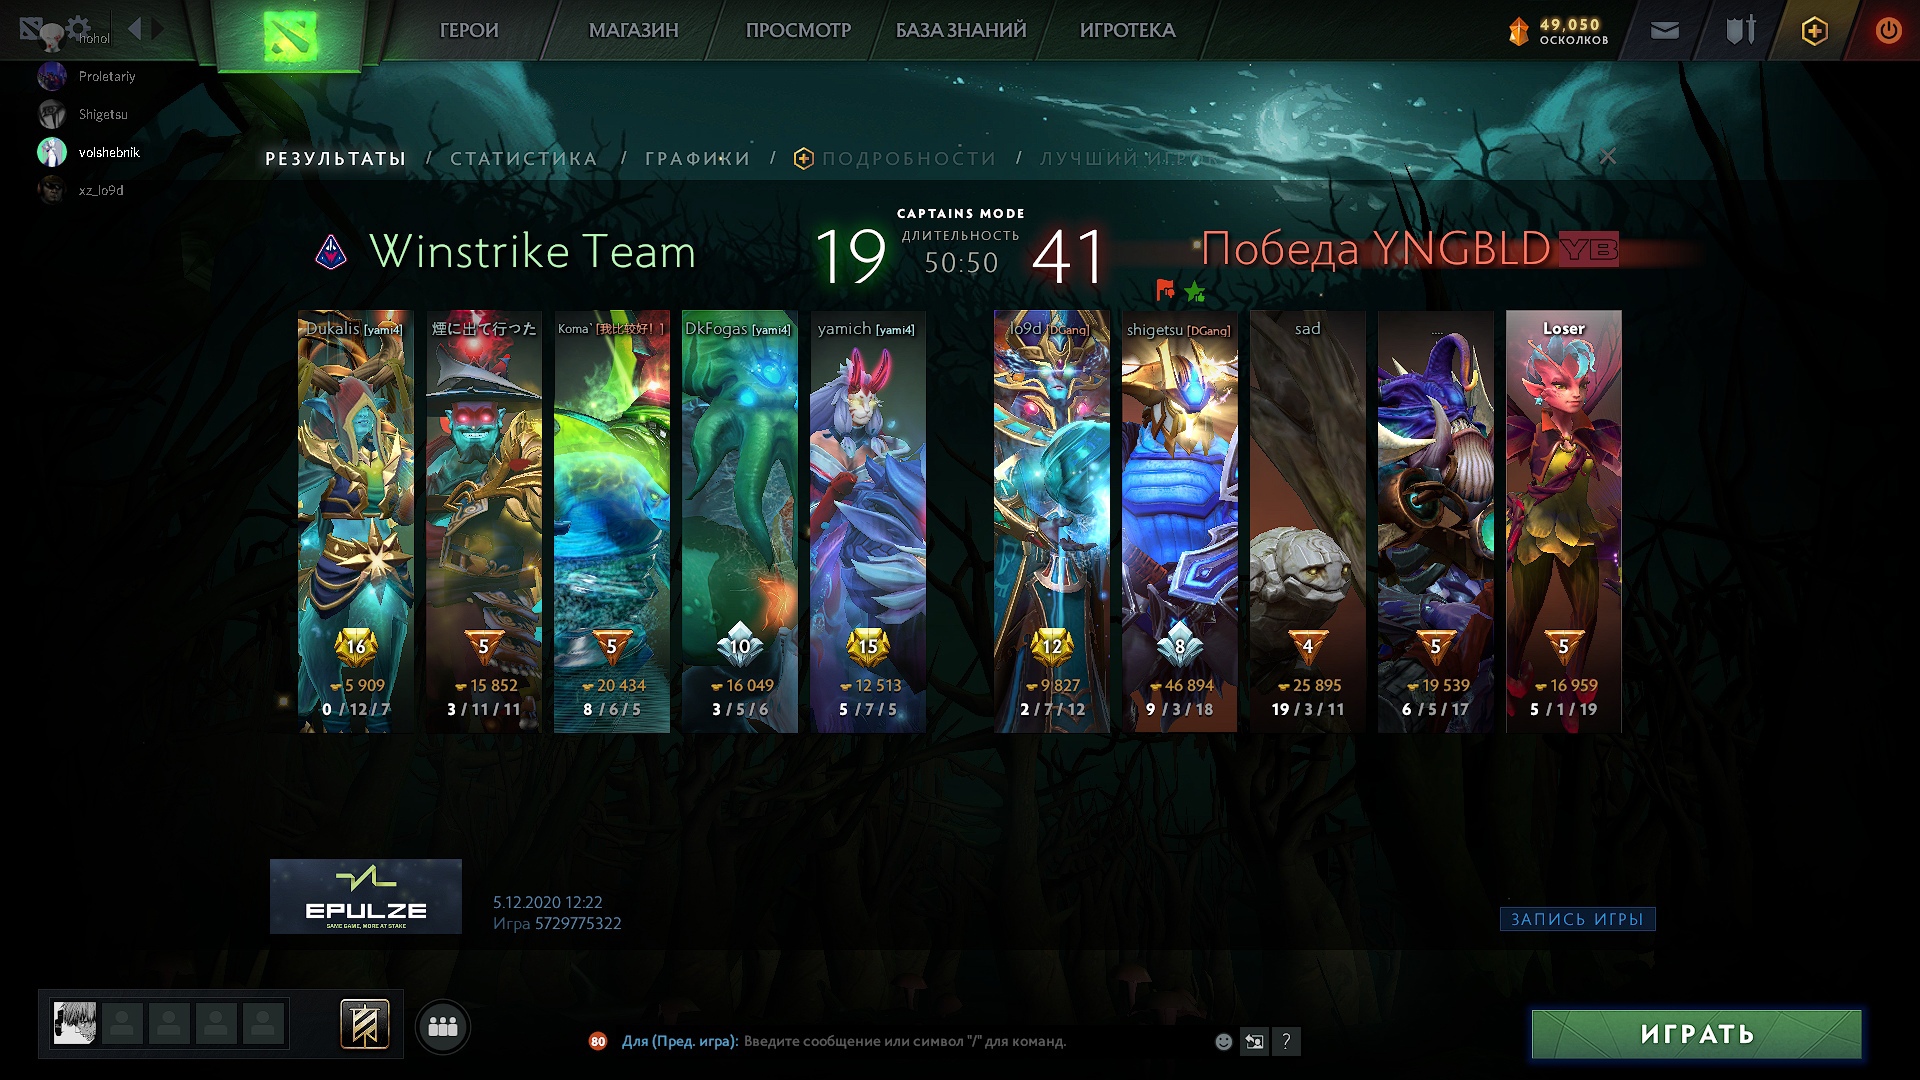 ГЕРОИ
МАГАЗИН
ПРОСМОТР
БАЗА ЗНАНИЙ
ИГРОТЕКА
49,050
ОСКОЛКОВ
hohol
Proletariy
Shigetsu
volshebnik
xz_lo9d
РЕЗУЛЬТАТЫ / СТАТИСТИКА / ГРАФИКИ / ПОДРОБНОСТИ / ЛУЧШИЙ ИГРОК
CAPTAINS MODE
ДЛИТЕЛЬНОСТЬ
50:50
Winstrike Team
19
41
Победа YNGBLD
YB
Dukalis [yami4]
煙に出て行った
Koma` [我比较好! ]
DkFogas [yami4]
yamich [yami4]
lo9d [DGang]
shigetsu [DGang]
sad
....
Loser
16 5 5 10 15 12 8 4 5 5
5 909
15 852
20 434
16 049
12 513
9 827
46 894
25 895
19 539
16 959
0 / 12 / 7
3 / 11 / 11
8 / 6 / 5
3 / 5 / 6
5 / 7 / 5
2 / 7 / 12
9 / 3 / 18
19 / 3 / 11
6 / 5 / 17
5 / 1 / 19
EPULZE
SAME GAME, MORE AT STAKE
5.12.2020 12:22
Игра 5729775322
ЗАПИСЬ ИГРЫ
80
Для (Пред. игра): Введите сообщение или символ "/" для команд.
?
ИГРАТЬ